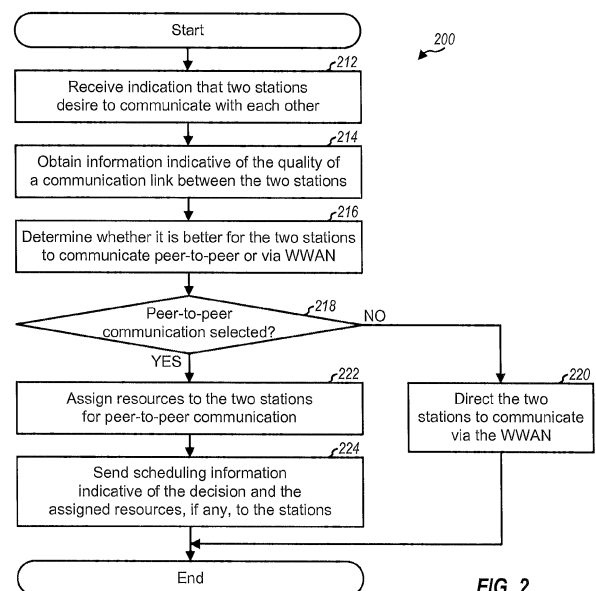 Start
200
212
Receive indication that two stations
desire to communicate with each other
214
Obtain information indicative of the quality of
a communication link between the two stations
216
Determine whether it is better for the two stations
to communicate peer-to-peer or via WWAN
218
Peer-to-peer
communication selected?
NO
YES
222
Assign resources to the two stations
for peer-to-peer communication
220
Direct the two
stations to communicate
via the WWAN
224
Send scheduling information
indicative of the decision and the
assigned resources, if any, to the stations
End
FIG. 2